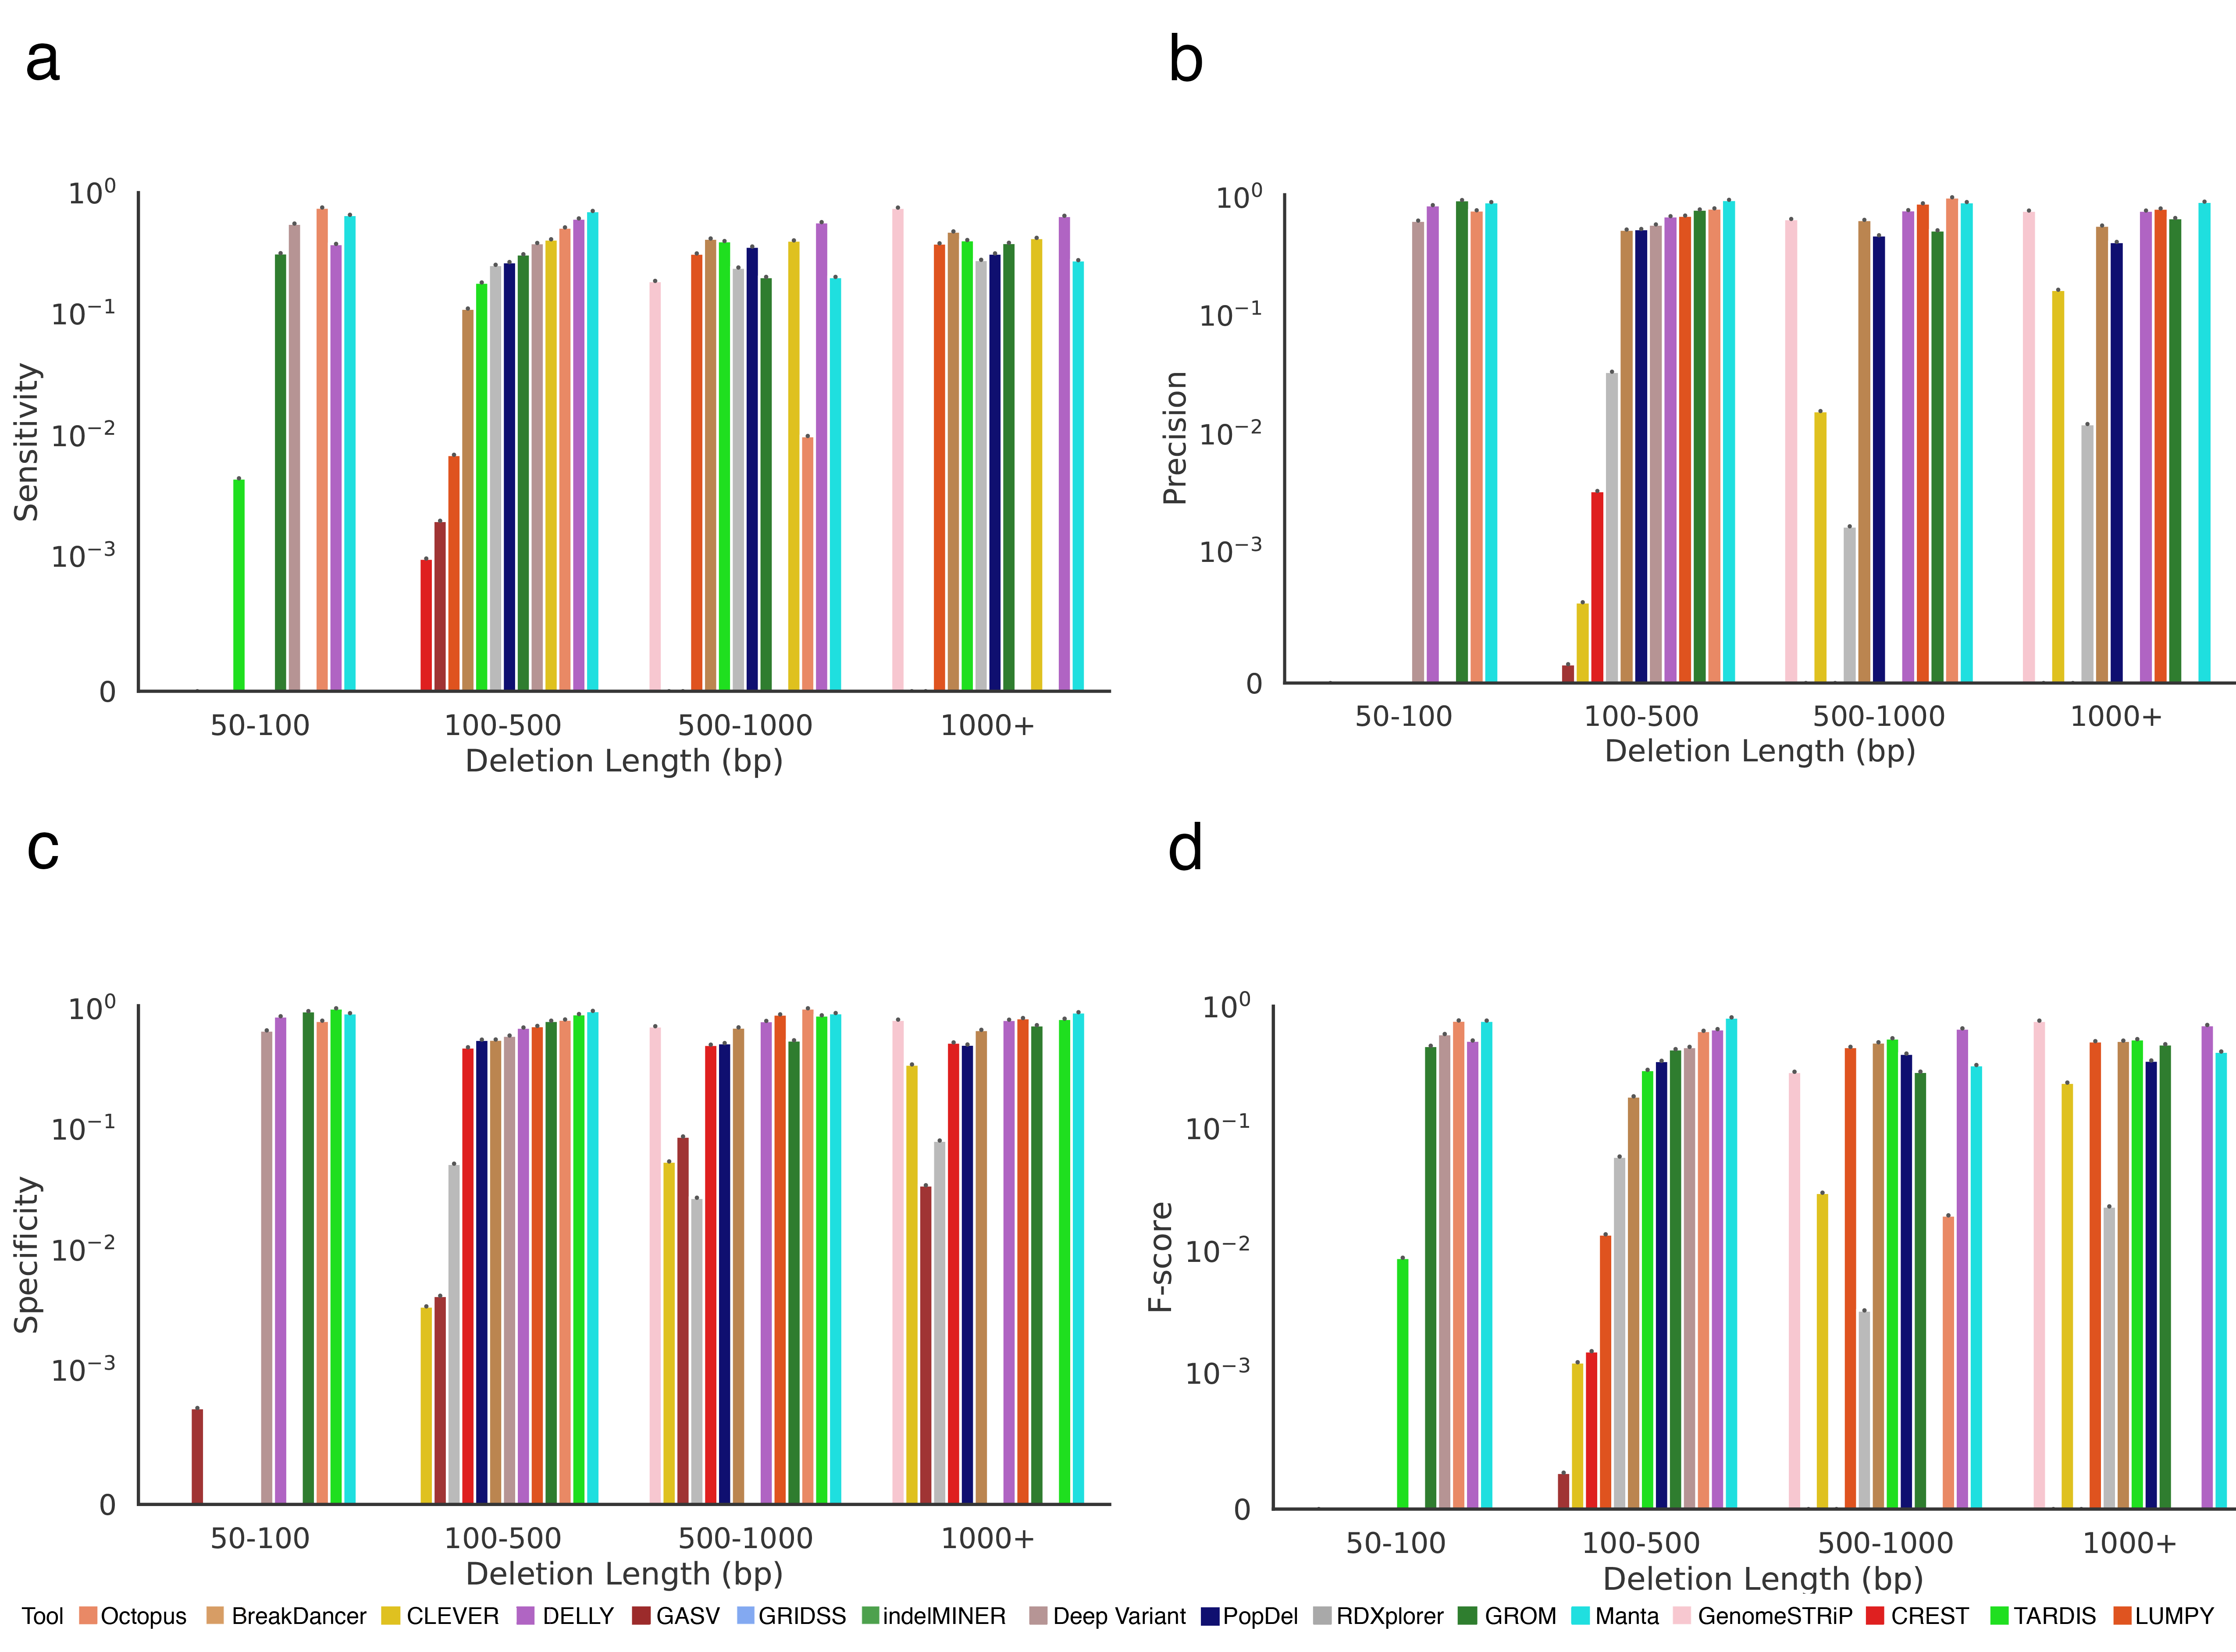 a
10⁰
10⁻¹
10⁻²
10⁻³
0
Sensitivity
50-100 100-500 500-1000 1000+
Deletion Length (bp)
b
10⁰
10⁻¹
10⁻²
10⁻³
0
Precision
50-100 100-500 500-1000 1000+
Deletion Length (bp)
c
10⁰
10⁻¹
10⁻²
10⁻³
0
Specificity
50-100 100-500 500-1000 1000+
Deletion Length (bp)
d
10⁰
10⁻¹
10⁻²
10⁻³
0
F-score
50-100 100-500 500-1000 1000+
Deletion Length (bp)
Tool Octopus BreakDancer CLEVER DELLY GASV GRIDSS indelMINER Deep Variant PopDel RDXplorer GROM Manta GenomeSTRiP CREST TARDIS LUMPY